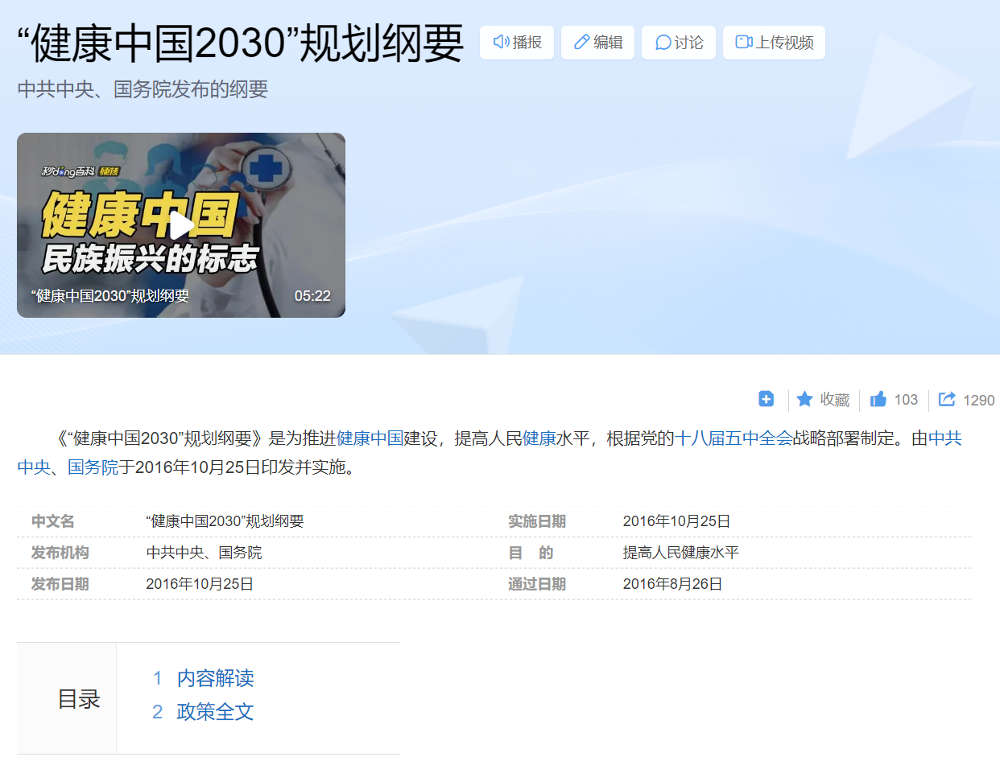 “健康中国2030”规划纲要 播报 编辑 讨论 上传视频
中共中央、国务院发布的纲要
秒dong百科 硬核
健康中国
民族振兴的标志
“健康中国2030”规划纲要 05:22
收藏 103 1290
《“健康中国2030”规划纲要》是为推进健康中国建设，提高人民健康水平，根据党的十八届五中全会战略部署制定。由中共
中央、国务院于2016年10月25日印发并实施。
中文名 “健康中国2030”规划纲要 实施日期 2016年10月25日
发布机构 中共中央、国务院 目 的 提高人民健康水平
发布日期 2016年10月25日 通过日期 2016年8月26日
目录
1 内容解读
2 政策全文